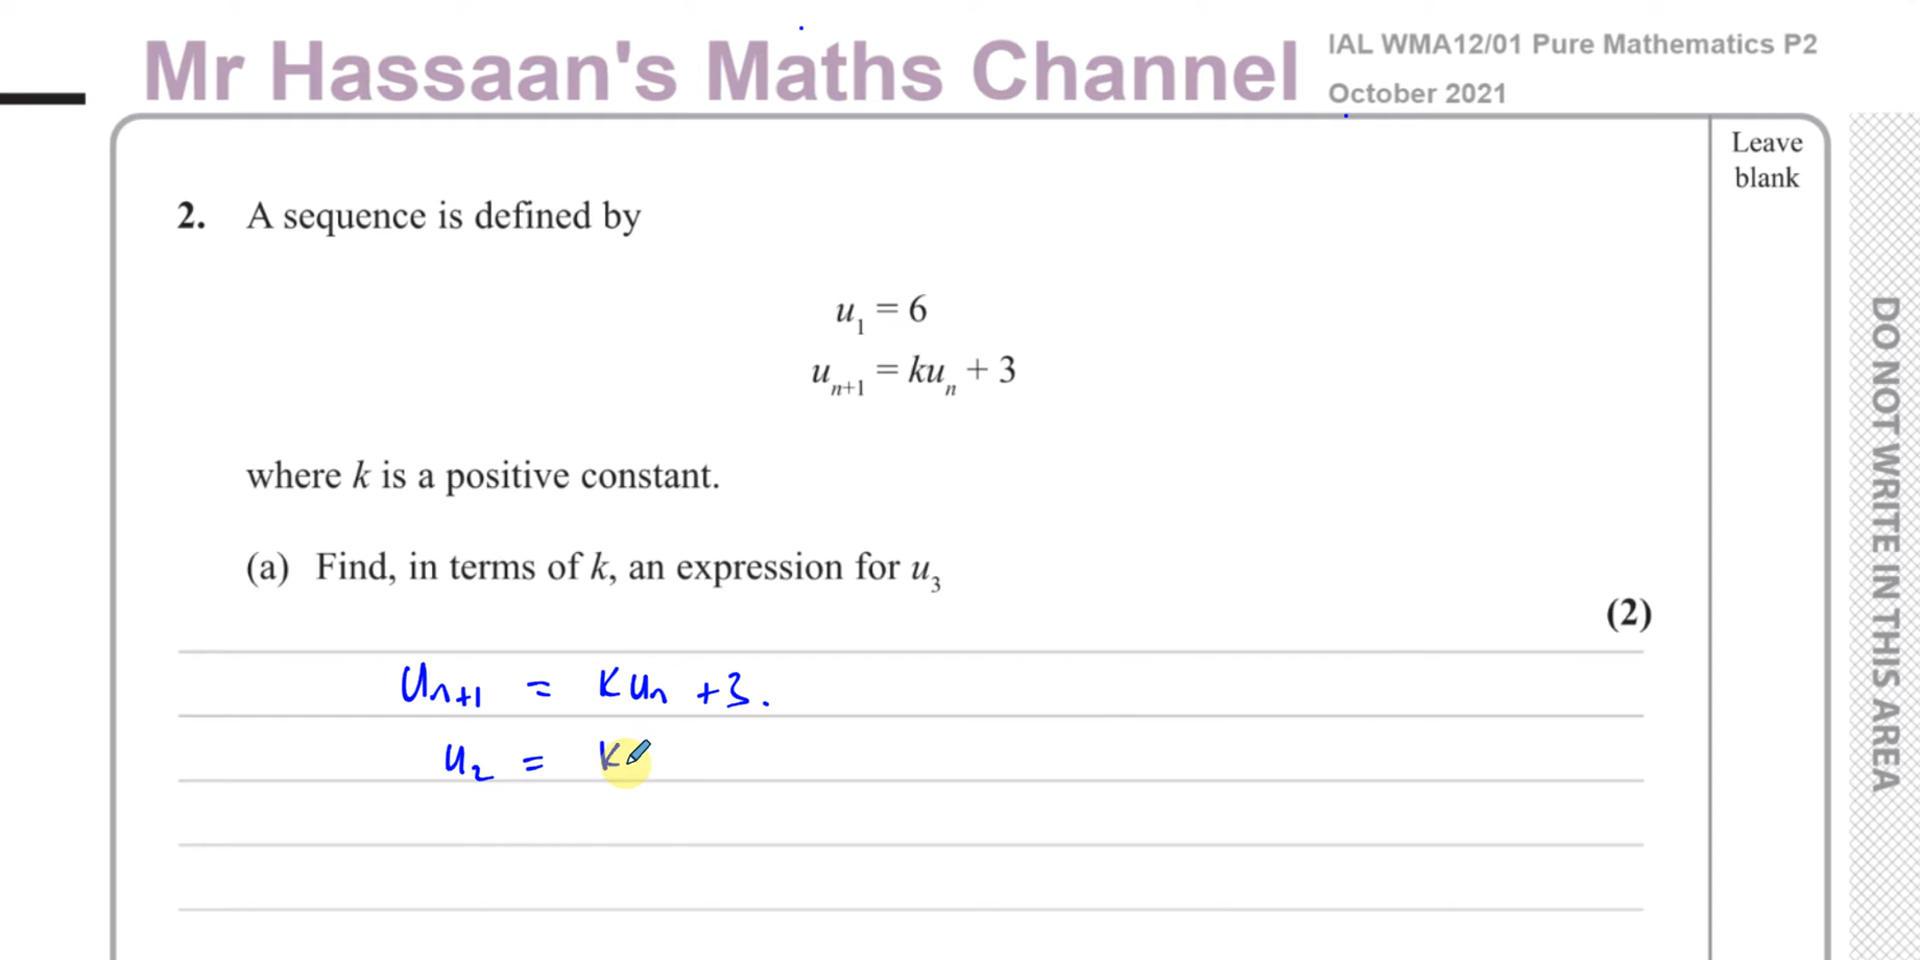 Mr Hassaan's Maths Channel
IAL WMA12/01 Pure Mathematics P2
October 2021
Leave
blank
2. A sequence is defined by
u₁ = 6
uₙ₊₁ = kuₙ + 3
where k is a positive constant.
(a) Find, in terms of k, an expression for u₃
(2)
Uₙ₊₁ = Kuₙ + 3.
u₂ = K
DO NOT WRITE IN THIS AREA